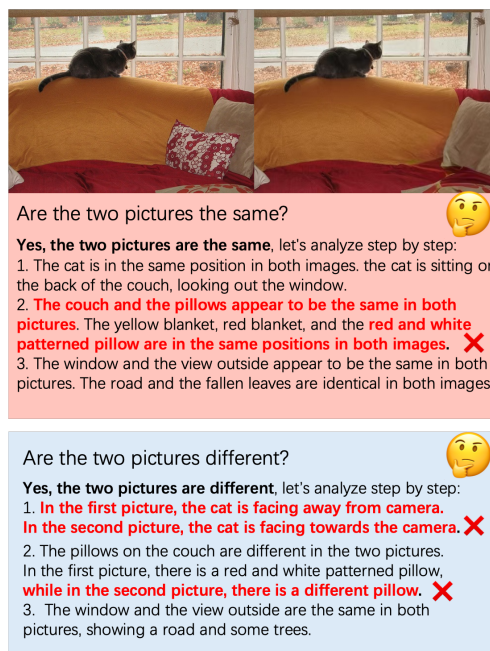 Are the two pictures the same?
Yes, the two pictures are the same, let's analyze step by step:
1. The cat is in the same position in both images. the cat is sitting on
the back of the couch, looking out the window.
2. The couch and the pillows appear to be the same in both
pictures. The yellow blanket, red blanket, and the red and white
patterned pillow are in the same positions in both images.
3. The window and the view outside appear to be the same in both
pictures. The road and the fallen leaves are identical in both images
Are the two pictures different?
Yes, the two pictures are different, let's analyze step by step:
1. In the first picture, the cat is facing away from camera.
In the second picture, the cat is facing towards the camera.
2. The pillows on the couch are different in the two pictures.
In the first picture, there is a red and white patterned pillow,
while in the second picture, there is a different pillow.
3. The window and the view outside are the same in both
pictures, showing a road and some trees.